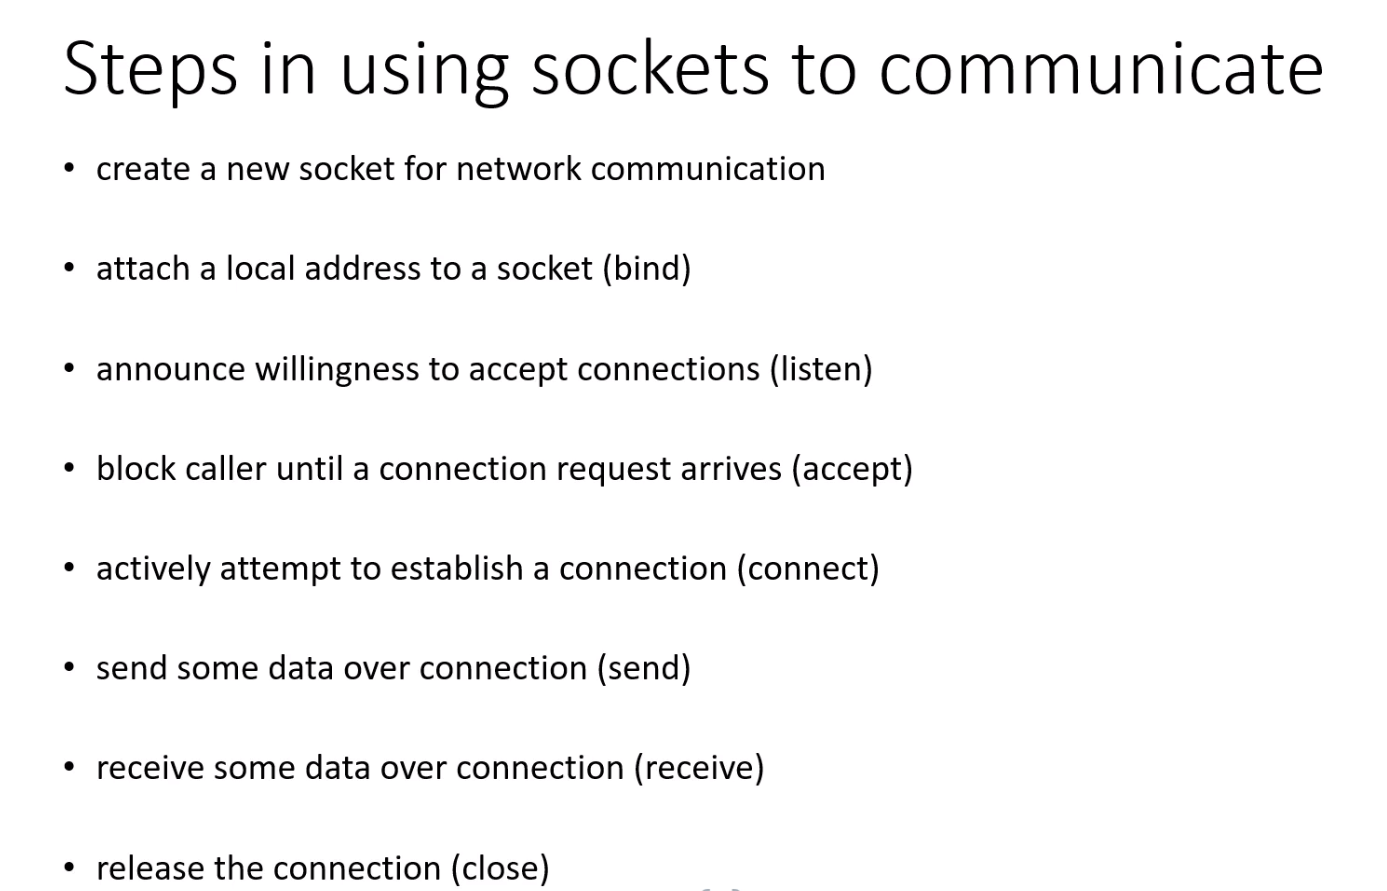 Steps in using sockets to communicate
• create a new socket for network communication
• attach a local address to a socket (bind)
• announce willingness to accept connections (listen)
• block caller until a connection request arrives (accept)
• actively attempt to establish a connection (connect)
• send some data over connection (send)
• receive some data over connection (receive)
• release the connection (close)